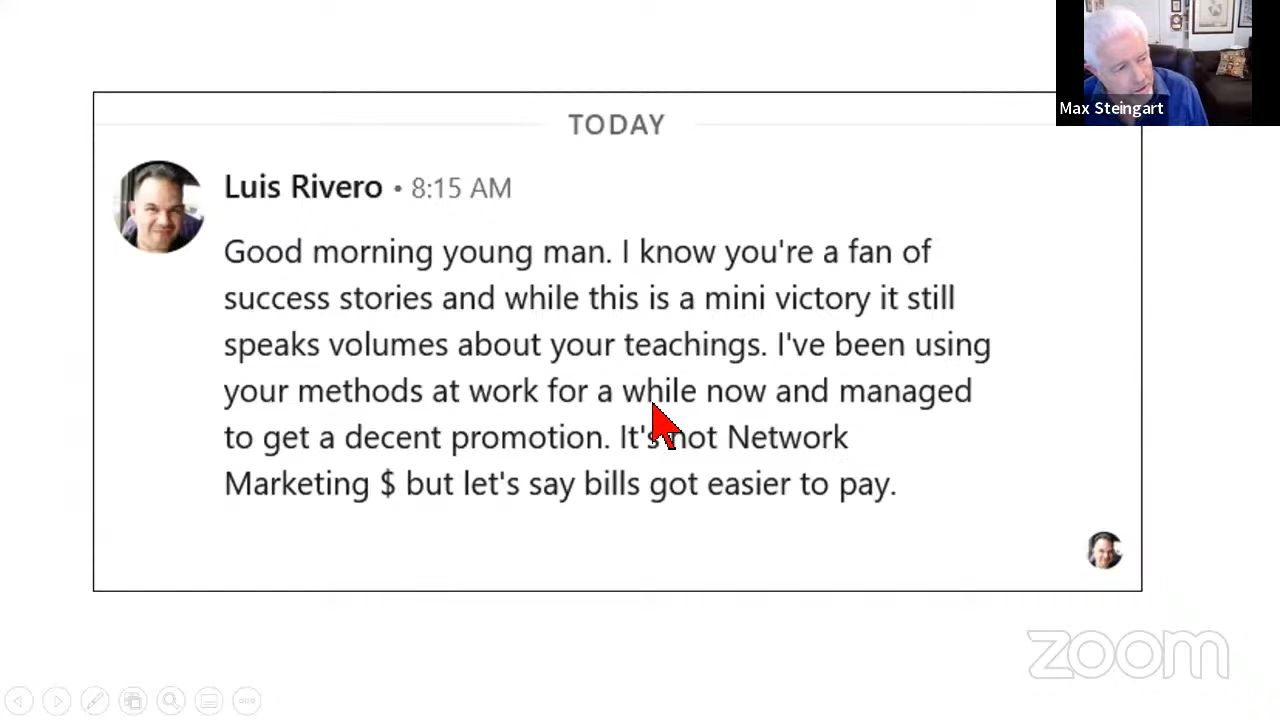 Max Steingart
TODAY
Luis Rivero • 8:15 AM
Good morning young man. I know you're a fan of
success stories and while this is a mini victory it still
speaks volumes about your teachings. I've been using
your methods at work for a while now and managed
to get a decent promotion. It's not Network
Marketing $ but let's say bills got easier to pay.
zoom